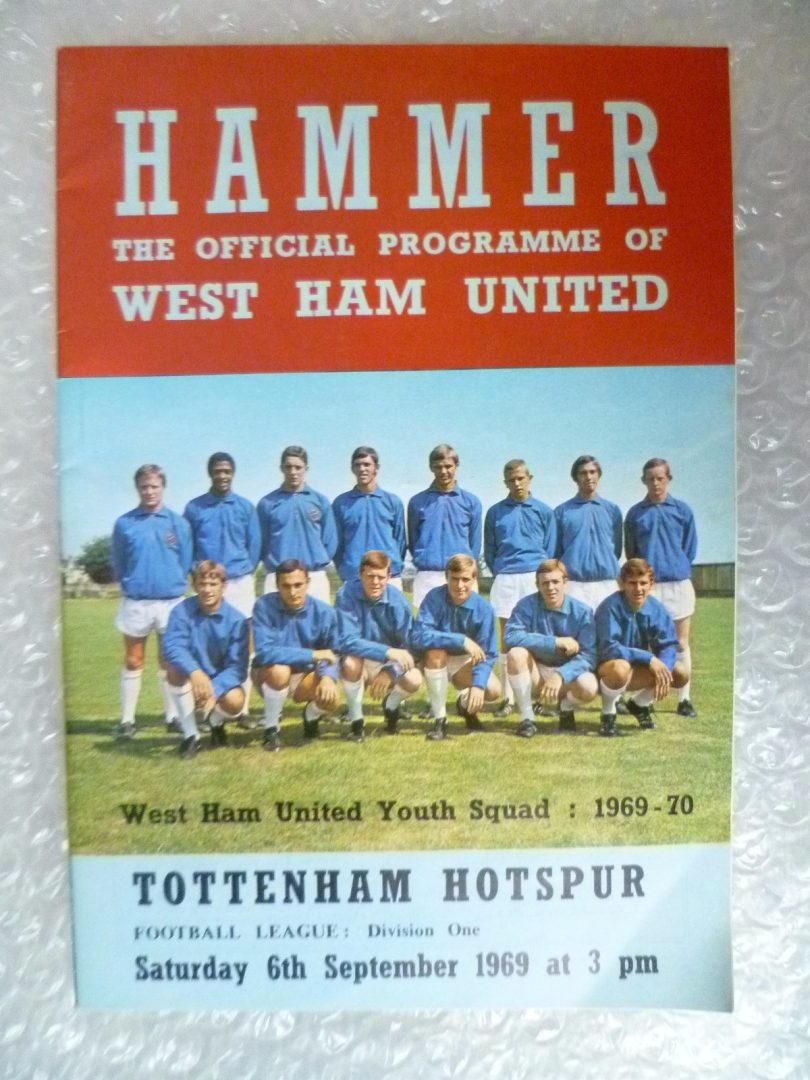 HAMMER
THE OFFICIAL PROGRAMME OF
WEST HAM UNITED
West Ham United Youth Squad : 1969-70
TOTTENHAM HOTSPUR
FOOTBALL LEAGUE : Division One
Saturday 6th September 1969 at 3 pm